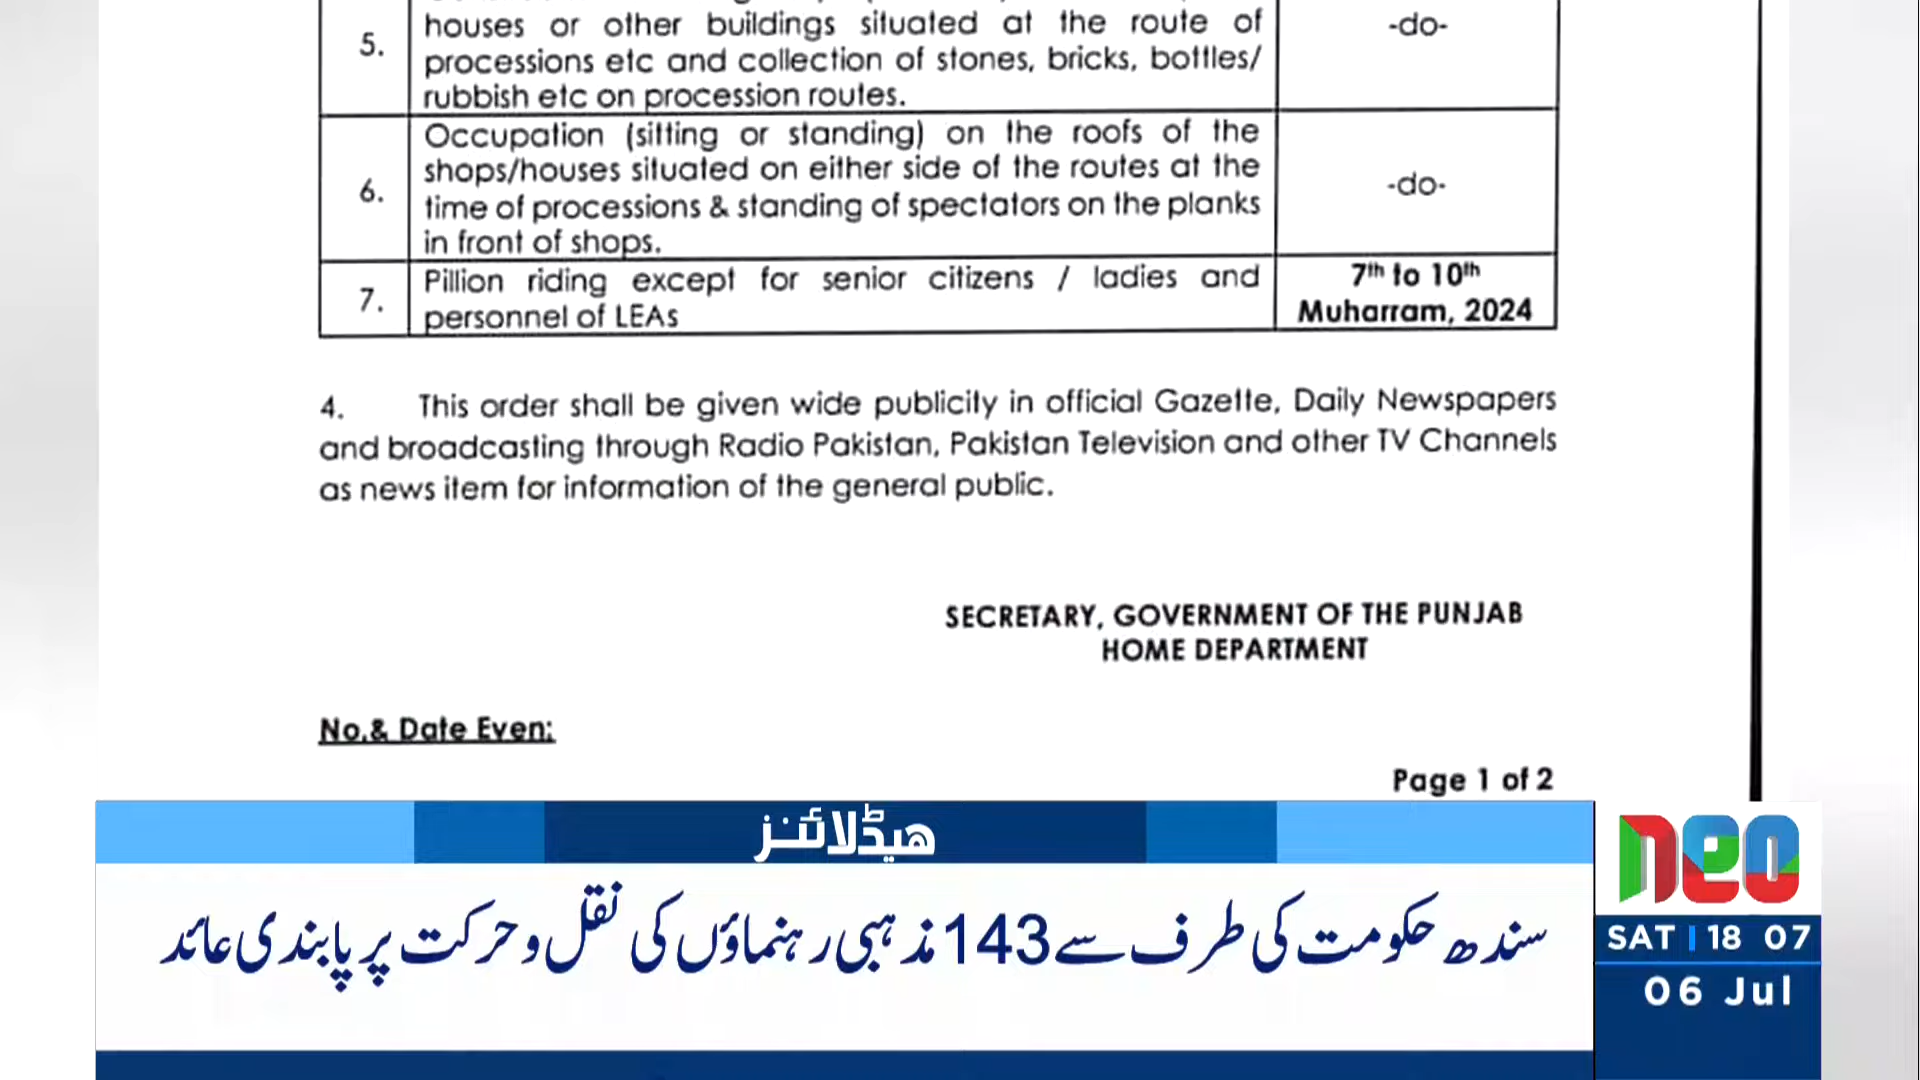 houses or other buildings situated at the route of
5.
-do-
processions etc and collection of stones, bricks, bottles/
rubbish etc on procession routes.
Occupation (sitting or standing) on the roofs of the
shops/houses situated on either side of the routes at the
6.
-do-
time of processions & standing of spectators on the planks
in front of shops.
Pillion riding except for senior citizens / ladies and
7.
7th to 10th
personnel of LEAs
Muharram, 2024
4. This order shall be given wide publicity in official Gazette, Daily Newspapers
and broadcasting through Radio Pakistan, Pakistan Television and other TV Channels
as news item for information of the general public.
SECRETARY, GOVERNMENT OF THE PUNJAB
HOME DEPARTMENT
No.& Date Even:
Page 1 of 2
ہیڈلائنز
سندھ حکومت کی طرف سے 143 مذہبی رہنماؤں کی نقل و حرکت پر پابندی عائد
neo
SAT 18 07
06 Jul